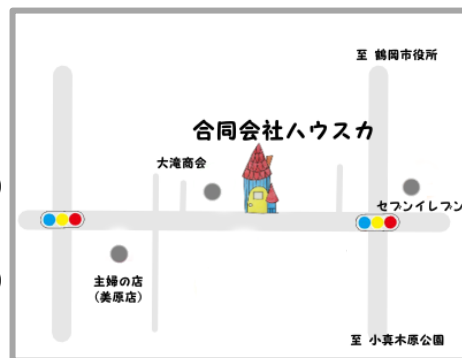 至 鶴岡市役所
合同会社ハウスカ
大滝商会
セブンイレブン
主婦の店
(美原店)
至 小真木原公園